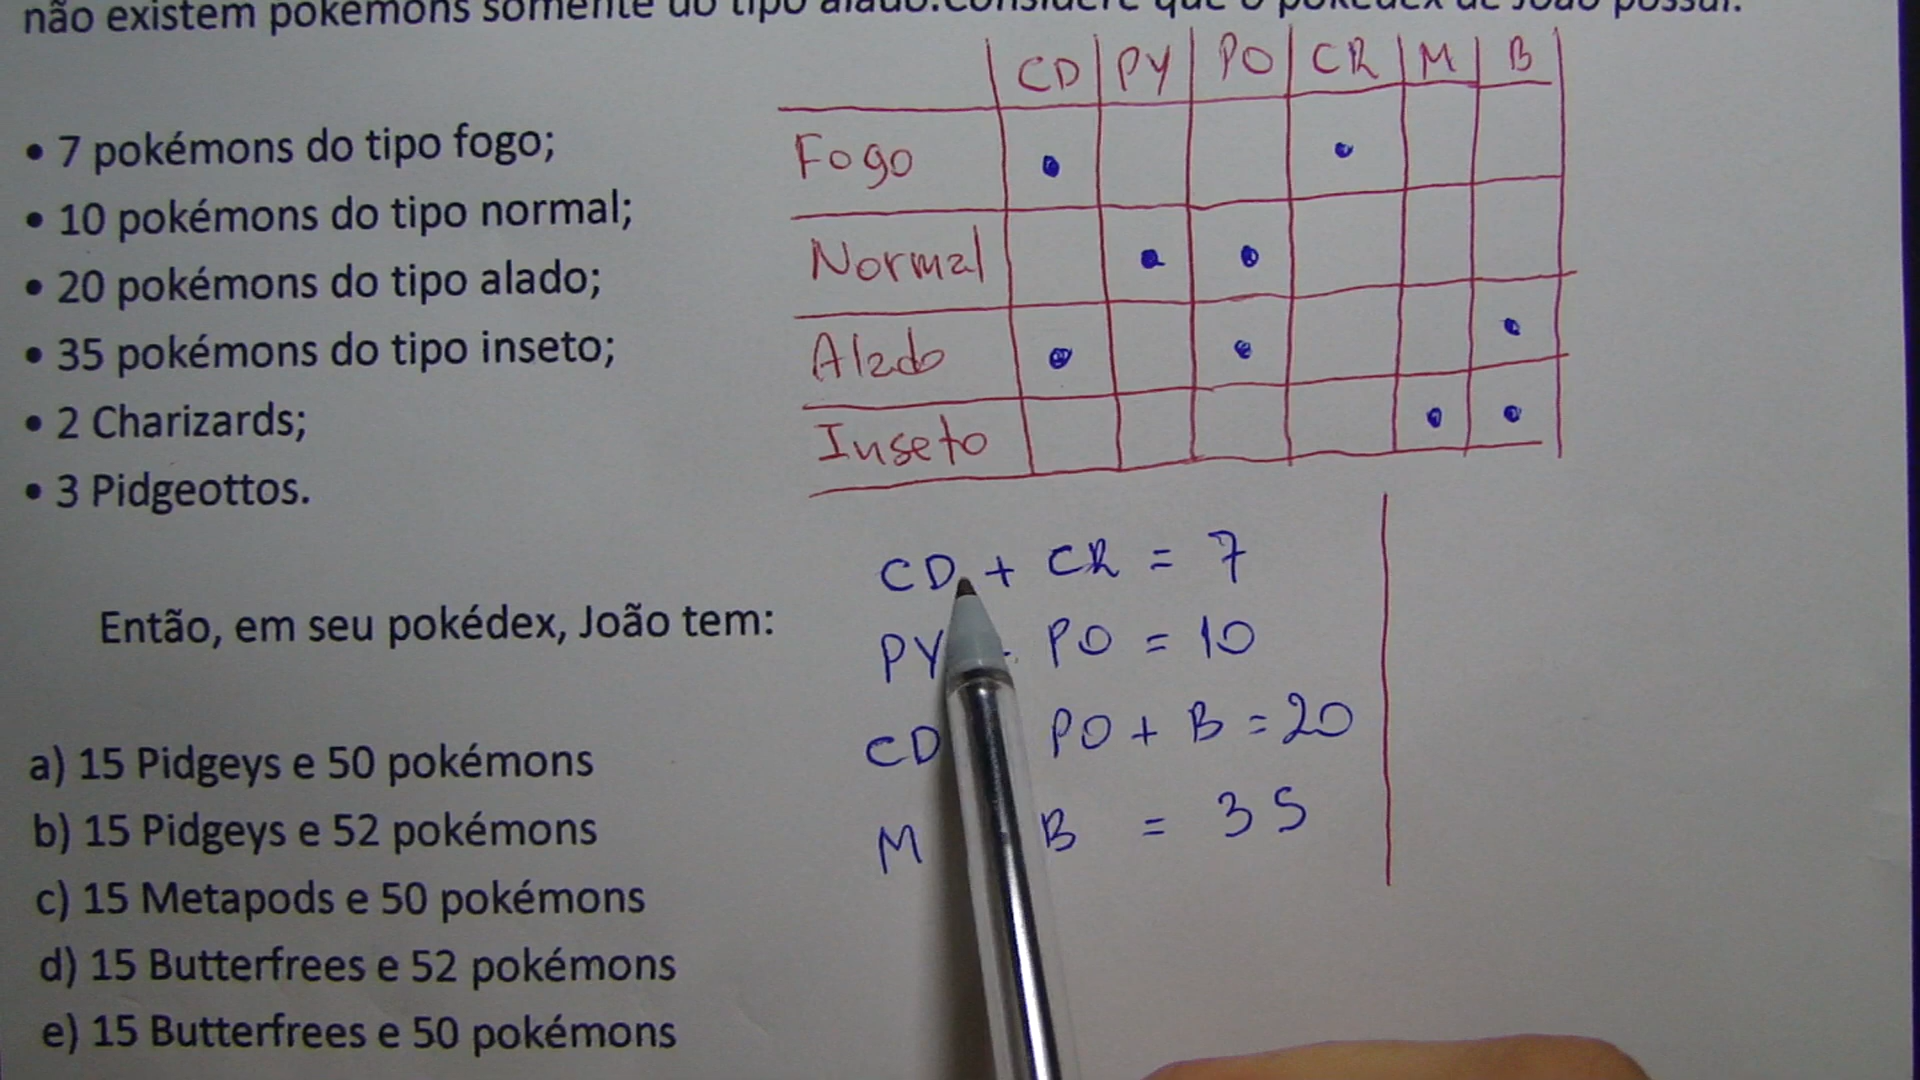 não existem pokémons somente do tipo alado.Considere que o pokédex de João possui:
• 7 pokémons do tipo fogo;
• 10 pokémons do tipo normal;
• 20 pokémons do tipo alado;
• 35 pokémons do tipo inseto;
• 2 Charizards;
• 3 Pidgeottos.
Então, em seu pokédex, João tem:
a) 15 Pidgeys e 50 pokémons
b) 15 Pidgeys e 52 pokémons
c) 15 Metapods e 50 pokémons
d) 15 Butterfrees e 52 pokémons
e) 15 Butterfrees e 50 pokémons
CD PY PO CR M B
Fogo
Normal
Alado
Inseto
CD + CR = 7
PY PO = 10
CD PO + B = 20
M B = 35